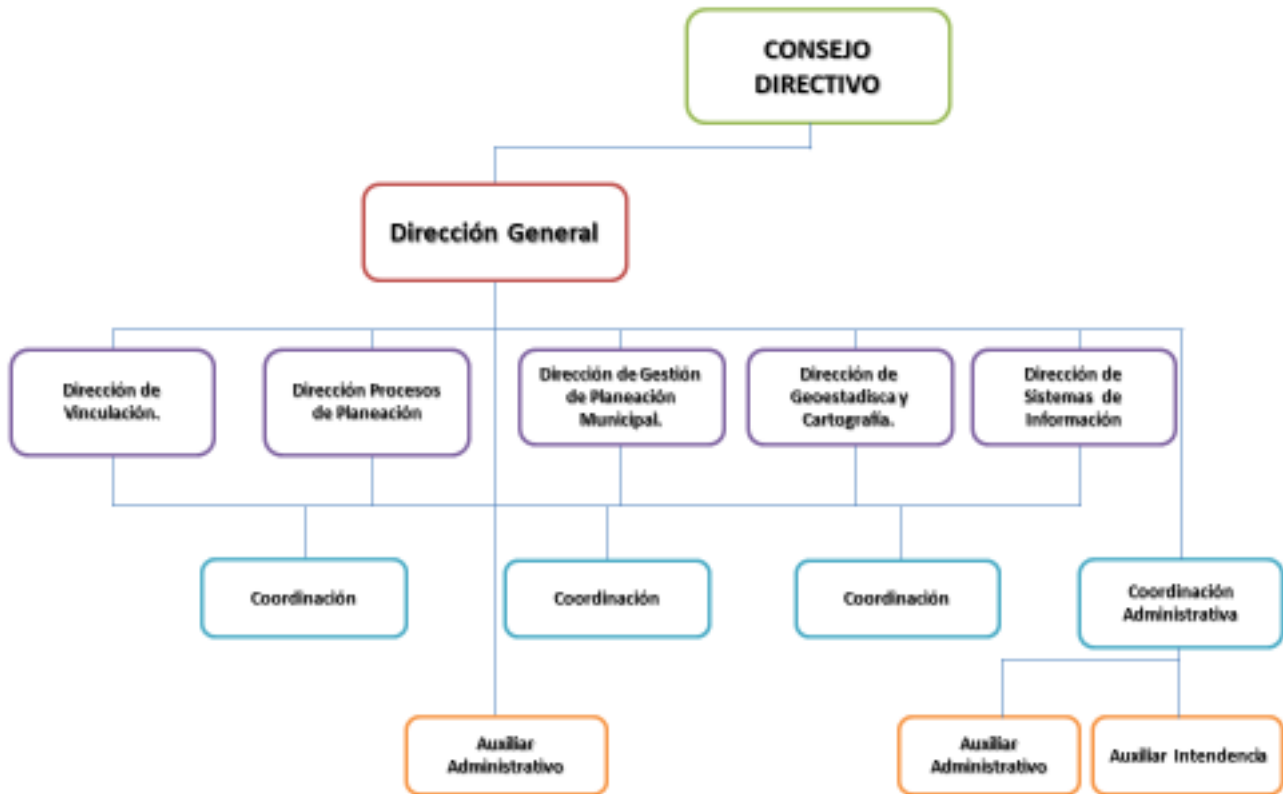 CONSEJO
DIRECTIVO
Dirección General
Dirección de
Vinculación.
Dirección Procesos
de Planeación
Dirección de Gestión
de Planeación
Municipal.
Dirección de
Geoestadisca y
Cartografía.
Dirección de
Sistemas de
Información
Coordinación
Coordinación
Coordinación
Coordinación
Administrativa
Auxiliar
Administrativo
Auxiliar
Administrativo
Auxiliar Intendencia